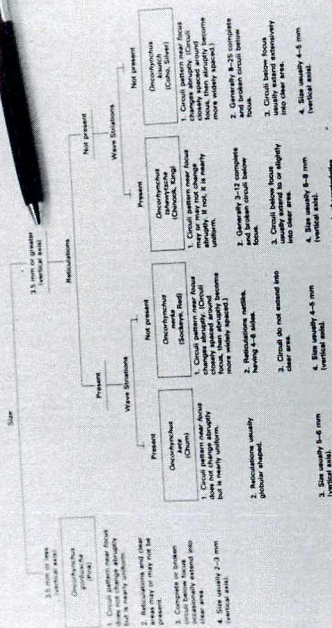 Size
3.5 mm or less
(vertical axis)
3.5 mm or greater
(vertical axis)
Reticulations
Present
Not present
Wave Striations
Wave Striations
Present
Not present
Present
Not present
Oncorhynchus
gorbuscha
(Pink)
1. Circuli pattern near focus
does not change abruptly
but is nearly uniform.
2. Reticulations and clear
areas may or may not be
present.
3. Complete or broken
circuli below focus
occasionally extend into
clear area.
4. Size usually 2–3 mm
(vertical axis).
Oncorhynchus
keta
(Chum)
1. Circuli pattern near focus
does not change abruptly
but is nearly uniform.
2. Reticulations usually
globular shaped.
3. Size usually 5–6 mm
(vertical axis).
Oncorhynchus
nerka
(Sockeye, Red)
1. Circuli pattern near focus
changes abruptly. (Circuli
closely spaced around
focus, then abruptly become
more widely spaced.)
2. Reticulations netlike,
having 4–6 sides.
3. Circuli do not extend into
clear area.
4. Size usually 4–5 mm
(vertical axis).
Oncorhynchus
tshawytscha
(Chinook, King)
1. Circuli pattern near focus
may or may not change
abruptly. If not, it is nearly
uniform.
2. Generally 3–12 complete
and broken circuli below
focus.
3. Circuli below focus
usually extend to or slightly
into clear area.
4. Size usually 6–8 mm
(vertical axis).
Oncorhynchus
kisutch
(Coho, Silver)
1. Circuli pattern near focus
changes abruptly. (Circuli
closely spaced around
focus, then abruptly become
more widely spaced.)
2. Generally 8–25 complete
and broken circuli below
focus.
3. Circuli below focus
usually extend extensively
into clear area.
4. Size usually 4–5 mm
(vertical axis).